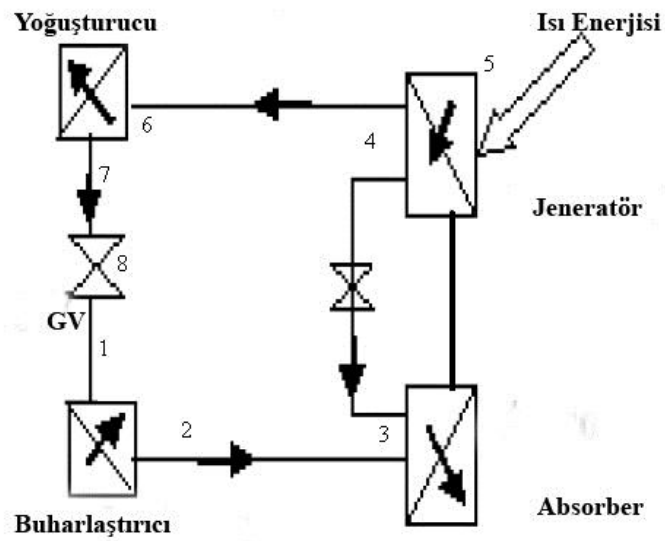 Yoğuşturucu
Isı Enerjisi
5
6
4
7
Jeneratör
8
GV
1
2
3
Absorber
Buharlaştırıcı